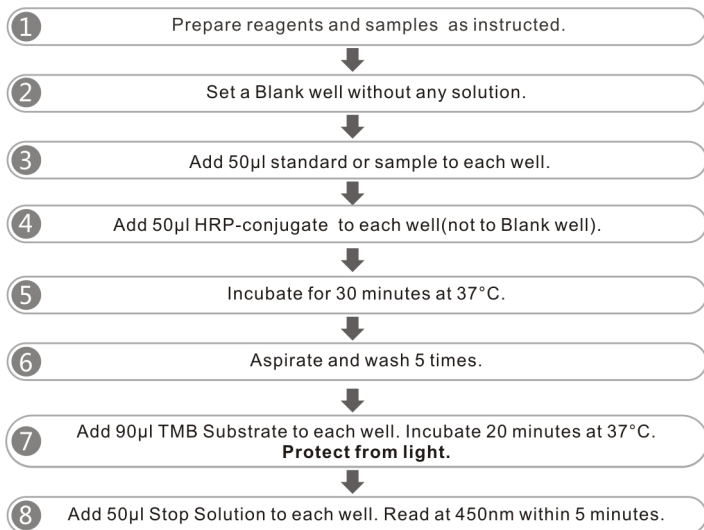 1 Prepare reagents and samples as instructed.
2 Set a Blank well without any solution.
3 Add 50μl standard or sample to each well.
4 Add 50μl HRP-conjugate to each well(not to Blank well).
5 Incubate for 30 minutes at 37°C.
6 Aspirate and wash 5 times.
7 Add 90μl TMB Substrate to each well. Incubate 20 minutes at 37°C.
Protect from light.
8 Add 50μl Stop Solution to each well. Read at 450nm within 5 minutes.